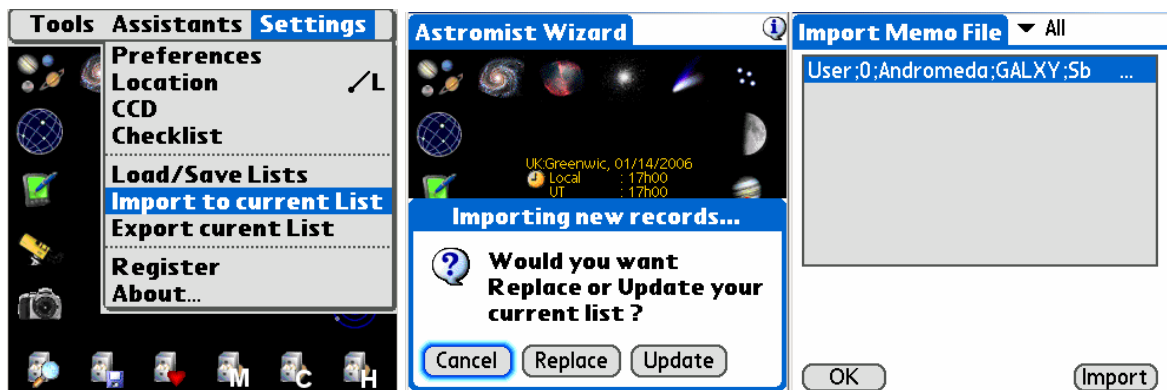 Tools Assistants Settings
Preferences
Location /L
CCD
Checklist
Load/Save Lists
Import to current List
Export curent List
Register
About...
M C H
Astromist Wizard
UK:Greenwic, 01/14/2006
Local : 17h00
UT : 17h00
Importing new records...
Would you want
Replace or Update your
current list ?
Cancel Replace Update
Import Memo File All
User;0;Andromeda;GALXY;Sb ...
OK Import